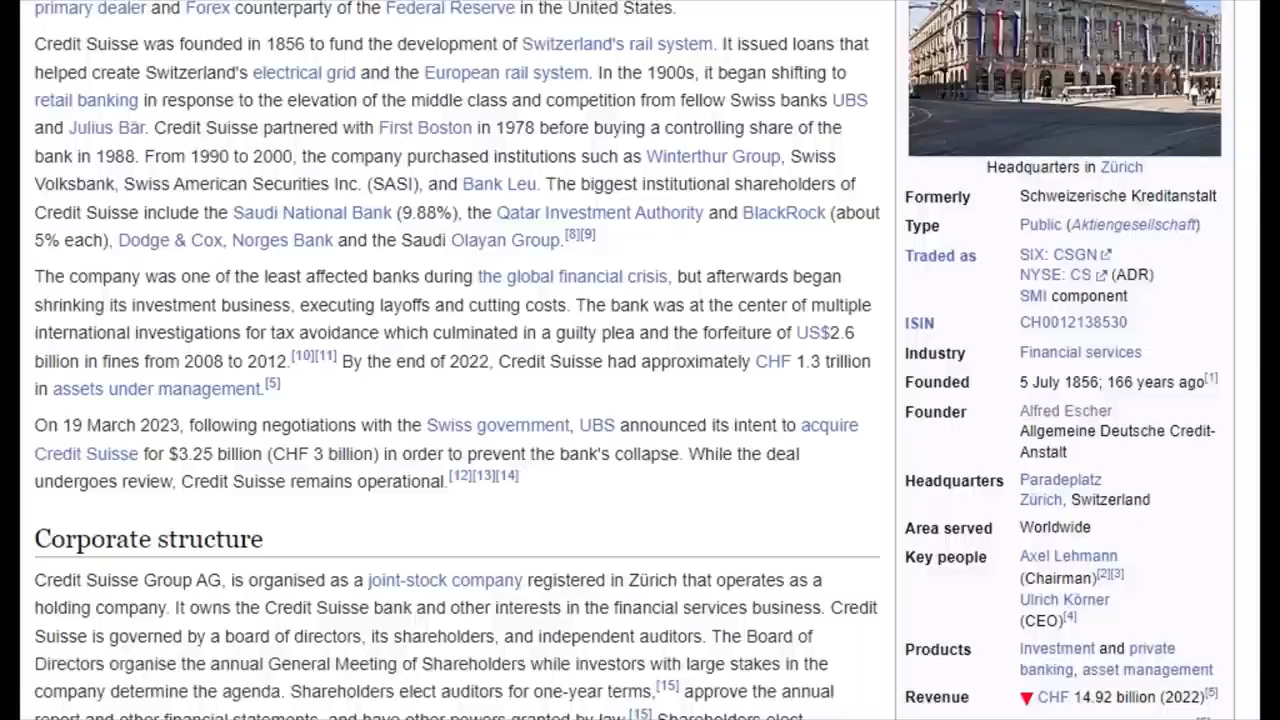 primary dealer and Forex counterparty of the Federal Reserve in the United States.
Credit Suisse was founded in 1856 to fund the development of Switzerland's rail system. It issued loans that
helped create Switzerland's electrical grid and the European rail system. In the 1900s, it began shifting to
retail banking in response to the elevation of the middle class and competition from fellow Swiss banks UBS
and Julius Bär. Credit Suisse partnered with First Boston in 1978 before buying a controlling share of the
bank in 1988. From 1990 to 2000, the company purchased institutions such as Winterthur Group, Swiss
Volksbank, Swiss American Securities Inc. (SASI), and Bank Leu. The biggest institutional shareholders of
Credit Suisse include the Saudi National Bank (9.88%), the Qatar Investment Authority and BlackRock (about
5% each), Dodge & Cox, Norges Bank and the Saudi Olayan Group.[8][9]
The company was one of the least affected banks during the global financial crisis, but afterwards began
shrinking its investment business, executing layoffs and cutting costs. The bank was at the center of multiple
international investigations for tax avoidance which culminated in a guilty plea and the forfeiture of US$2.6
billion in fines from 2008 to 2012.[10][11] By the end of 2022, Credit Suisse had approximately CHF 1.3 trillion
in assets under management.[5]
On 19 March 2023, following negotiations with the Swiss government, UBS announced its intent to acquire
Credit Suisse for $3.25 billion (CHF 3 billion) in order to prevent the bank's collapse. While the deal
undergoes review, Credit Suisse remains operational.[12][13][14]
Corporate structure
Credit Suisse Group AG, is organised as a joint-stock company registered in Zürich that operates as a
holding company. It owns the Credit Suisse bank and other interests in the financial services business. Credit
Suisse is governed by a board of directors, its shareholders, and independent auditors. The Board of
Directors organise the annual General Meeting of Shareholders while investors with large stakes in the
company determine the agenda. Shareholders elect auditors for one-year terms,[15] approve the annual
report and other financial statements, and have other powers granted by law.[15] Shareholders elect
Headquarters in Zürich
Formerly Schweizerische Kreditanstalt
Type Public (Aktiengesellschaft)
Traded as SIX: CSGN
NYSE: CS (ADR)
SMI component
ISIN CH0012138530
Industry Financial services
Founded 5 July 1856; 166 years ago[1]
Founder Alfred Escher
Allgemeine Deutsche Credit-
Anstalt
Headquarters Paradeplatz
Zürich, Switzerland
Area served Worldwide
Key people Axel Lehmann
(Chairman)[2][3]
Ulrich Körner
(CEO)[4]
Products Investment and private
banking, asset management
Revenue ▼ CHF 14.92 billion (2022)[5]